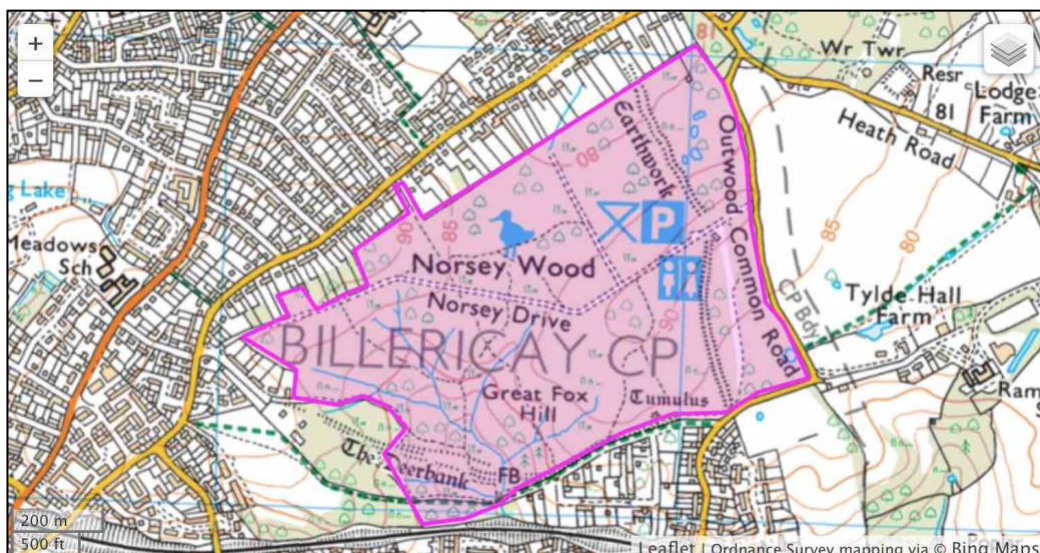 +
−
81
Wr Twr
Resr
81
Lodge
Farm
Heath Road
Earthwork
80
Outwood Common Road
g Lake
Meadows
Sch
90
85
P
85
80
Norsey Wood
Norsey Drive
90
CP Bdy
Tylde Hall
Farm
BILLERICAY CP
Great Fox
Hill
Tumulus
Ram
The Deerbank
FB
200 m
500 ft
Leaflet | Ordnance Survey mapping via © Bing Maps